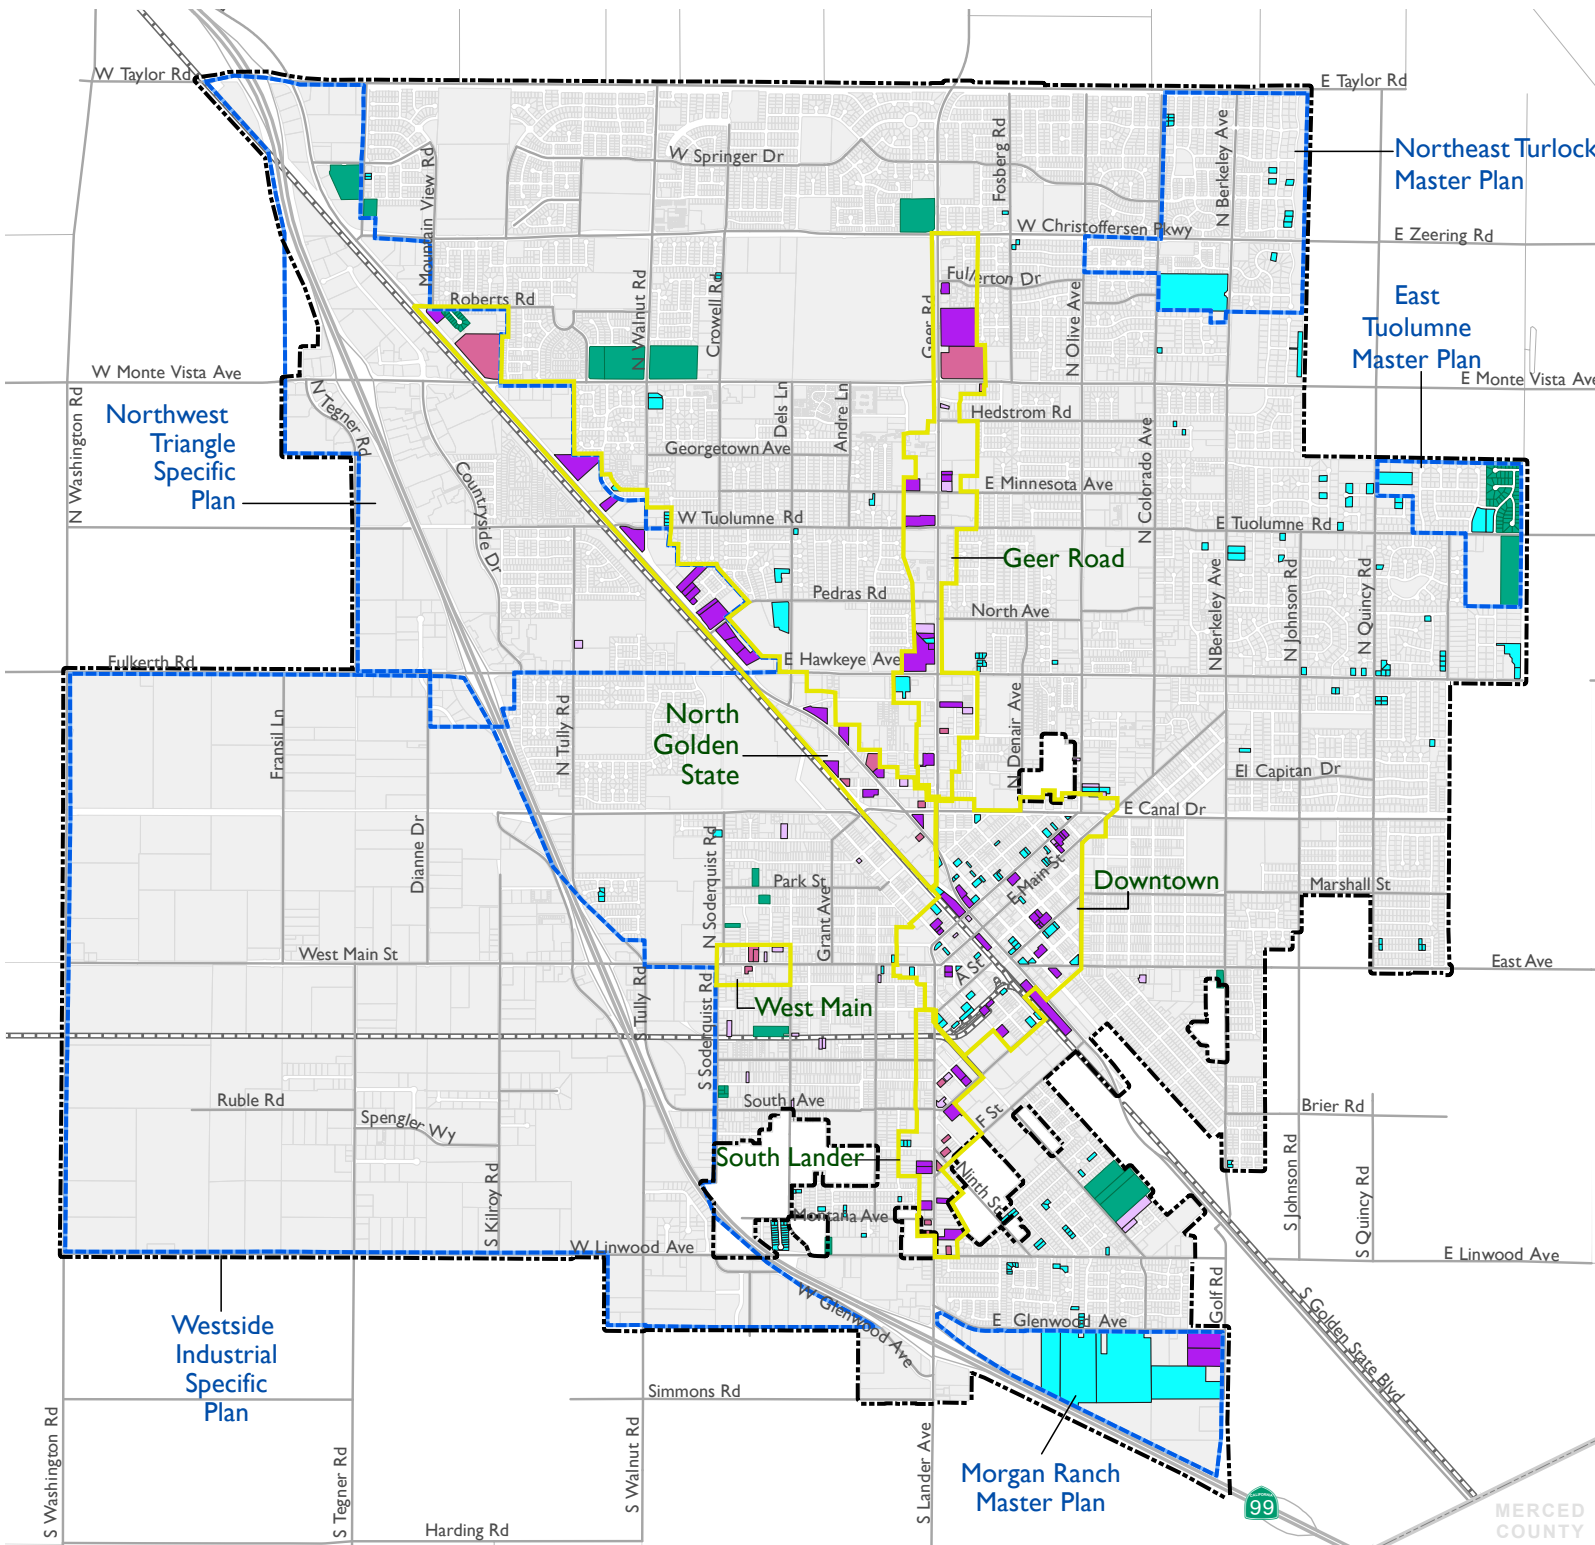 W Taylor Rd
E Taylor Rd
Mountain View Rd
W Springer Dr
Fosberg Rd
N Berkeley Ave
Northeast Turlock
Master Plan
W Christoffersen Pkwy
E Zeering Rd
Fullerton Dr
Roberts Rd
N Walnut Rd
Crowell Rd
Geer Rd
N Olive Ave
East
Tuolumne
Master Plan
W Monte Vista Ave
E Monte Vista Ave
N Washington Rd
N Tegner Rd
Northwest
Triangle
Specific
Plan
Dels Ln
Andre Ln
Hedstrom Rd
Georgetown Ave
N Colorado Ave
Countryside Dr
E Minnesota Ave
W Tuolumne Rd
E Tuolumne Rd
Geer Road
Pedras Rd
North Ave
NBerkeley Ave
N Johnson Rd
N Quincy Rd
Fulkerth Rd
E Hawkeye Ave
Fransil Ln
N Tully Rd
North
Golden
State
N Denair Ave
El Capitan Dr
E Canal Dr
Dianne Dr
N Soderquist Rd
Park St
Grant Ave
E Main St
Downtown
Marshall St
West Main St
A St
East Ave
S Tully Rd
S Soderquist Rd
West Main
Ruble Rd
Spengler Wy
South Ave
F St
Brier Rd
South Lander
Ninth St
S Kilroy Rd
Montana Ave
S Johnson Rd
S Quincy Rd
W Linwood Ave
E Linwood Ave
Golf Rd
W Glenwood Ave
E Glenwood Ave
S Golden State Blvd
Westside
Industrial
Specific
Plan
Simmons Rd
S Washington Rd
S Tegner Rd
S Walnut Rd
S Lander Ave
Morgan Ranch
Master Plan
CALIFORNIA
99
Harding Rd
MERCED
COUNTY